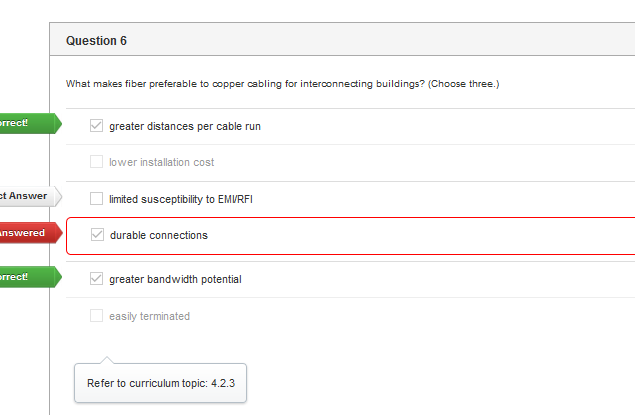 Question 6
What makes fiber preferable to copper cabling for interconnecting buildings? (Choose three.)
orrect!
greater distances per cable run
lower installation cost
ct Answer
limited susceptibility to EMI/RFI
Answered
durable connections
orrect!
greater bandwidth potential
easily terminated
Refer to curriculum topic: 4.2.3